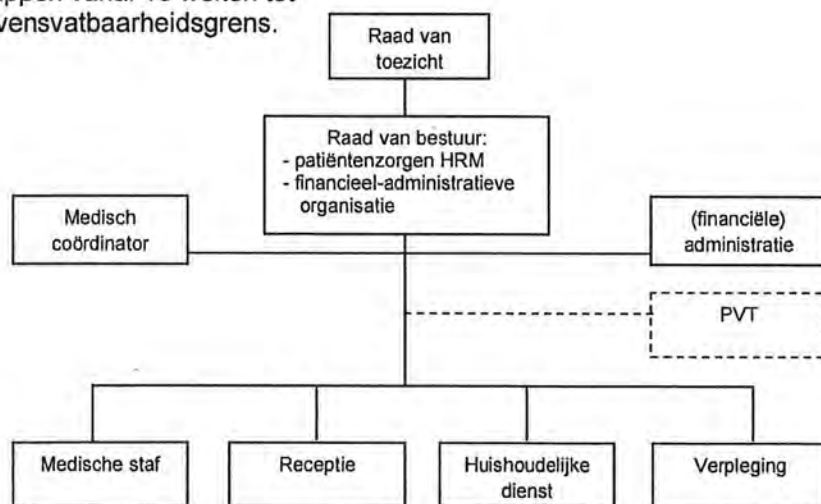 vensvatbaarheidsgrens.
Raad van
toezicht
Raad van bestuur:
- patiëntenzorgen HRM
- financieel-administratieve
organisatie
Medisch
coördinator
(financiële)
administratie
PVT
Medische staf
Receptie
Huishoudelijke
dienst
Verpleging